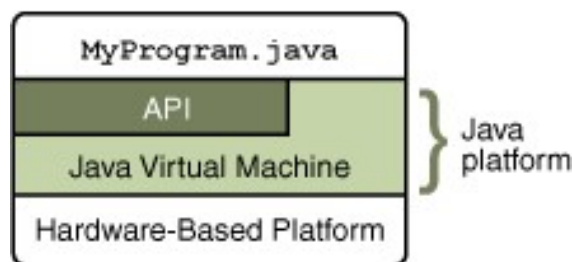 MyProgram.java
API
Java Virtual Machine
Hardware-Based Platform
Java
platform